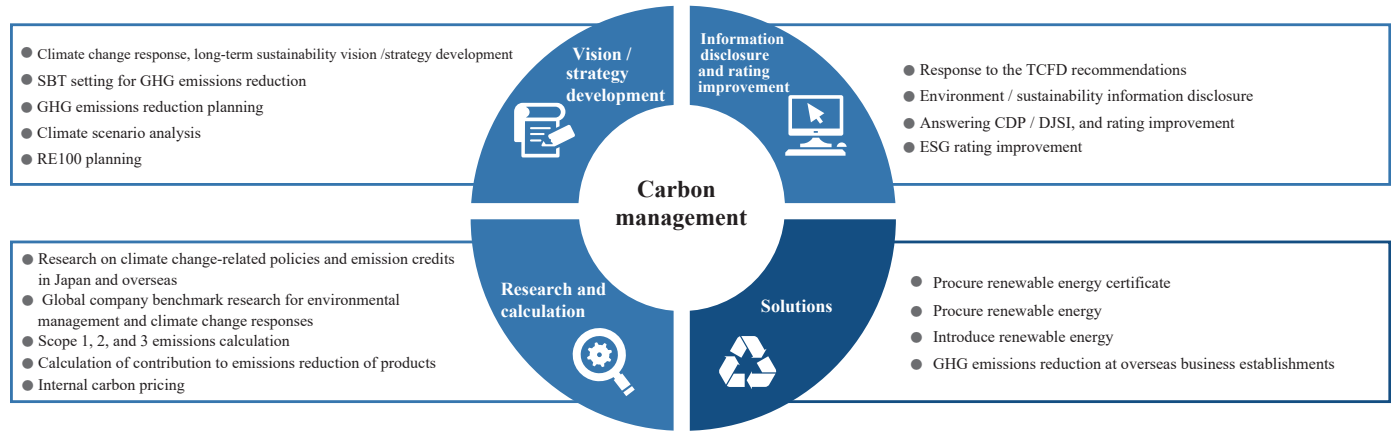 Vision /
strategy
development
Climate change response, long-term sustainability vision /strategy development
SBT setting for GHG emissions reduction
GHG emissions reduction planning
Climate scenario analysis
RE100 planning
Information
disclosure
and rating
improvement
Response to the TCFD recommendations
Environment / sustainability information disclosure
Answering CDP / DJSI, and rating improvement
ESG rating improvement
Carbon
management
Research and
calculation
Research on climate change-related policies and emission credits
in Japan and overseas
Global company benchmark research for environmental
management and climate change responses
Scope 1, 2, and 3 emissions calculation
Calculation of contribution to emissions reduction of products
Internal carbon pricing
Solutions
Procure renewable energy certificate
Procure renewable energy
Introduce renewable energy
GHG emissions reduction at overseas business establishments